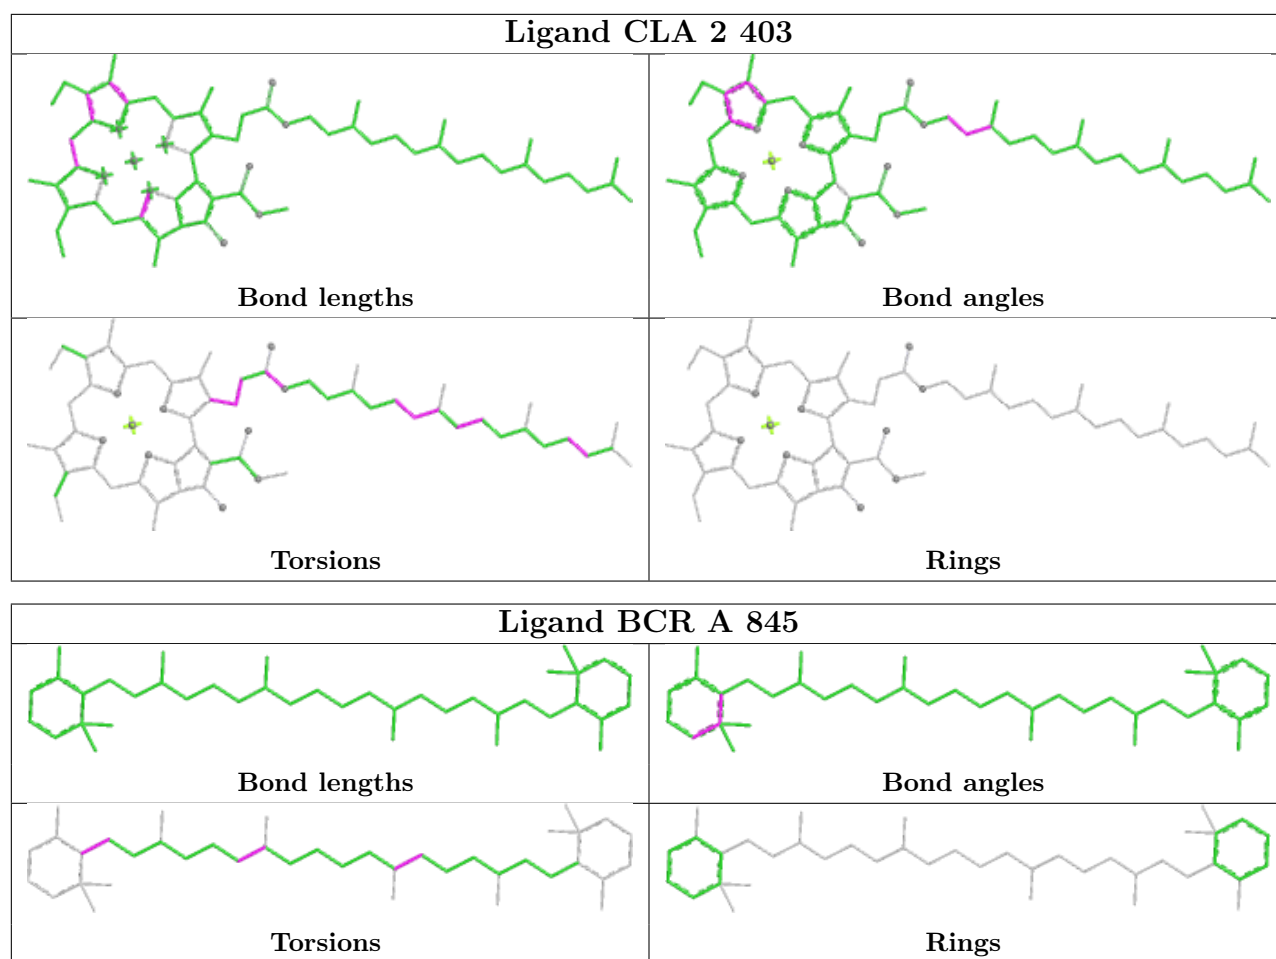 Ligand CLA 2 403
Bond lengths
Bond angles
Torsions
Rings
Ligand BCR A 845
Bond lengths
Bond angles
Torsions
Rings